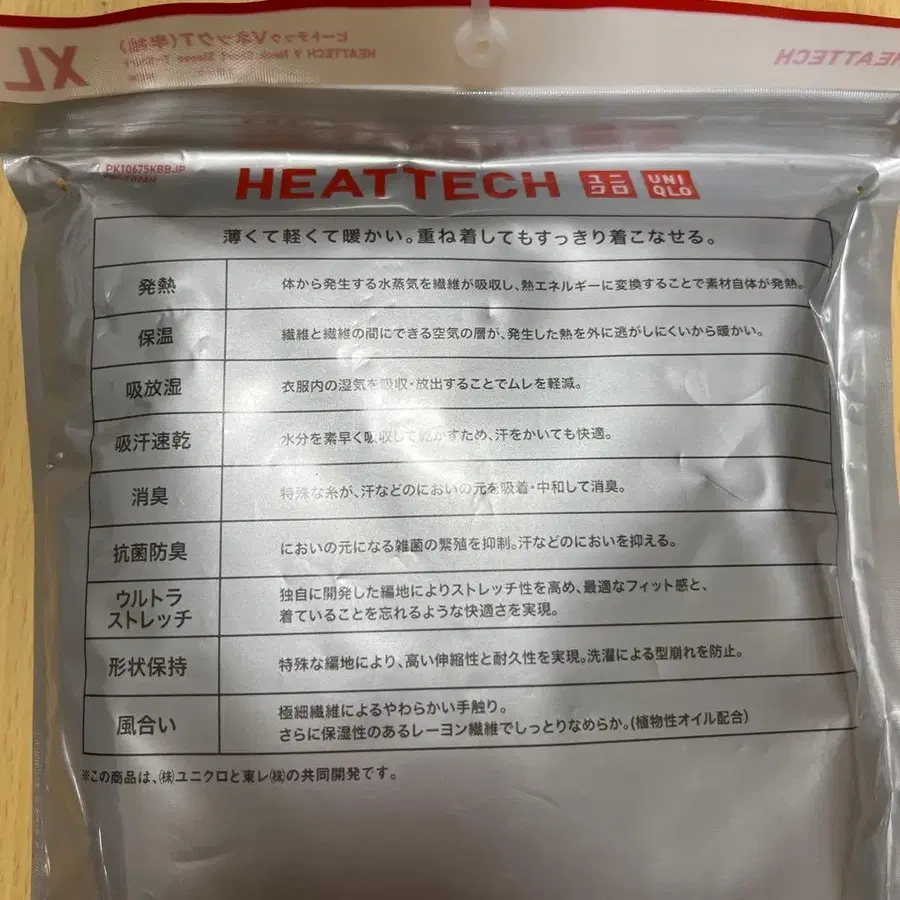 XL
ヒートテックVネックT(半袖)
HEATTECH V Neck Short Sleeve T-Shirt
HEATTECH
PK10675KBBJP
HEATTECH ユニクロ UNIQLO
薄くて軽くて暖かい。重ね着してもすっきり着こなせる。
発熱 体から発生する水蒸気を繊維が吸収し、熱エネルギーに変換することで素材自体が発熱。
保温 繊維と繊維の間にできる空気の層が、発生した熱を外に逃がしにくいから暖かい。
吸放湿 衣服内の湿気を吸収・放出することでムレを軽減。
吸汗速乾 水分を素早く吸収して乾かすため、汗をかいても快適。
消臭 特殊な糸が、汗などのにおいの元を吸着・中和して消臭。
抗菌防臭 においの元になる雑菌の繁殖を抑制。汗などのにおいを抑える。
ウルトラ
ストレッチ
独自に開発した編地によりストレッチ性を高め、最適なフィット感と、
着ていることを忘れるような快適さを実現。
形状保持 特殊な編地により、高い伸縮性と耐久性を実現。洗濯による型崩れを防止。
風合い
極細繊維によるやわらかい手触り。
さらに保湿性のあるレーヨン繊維でしっとりなめらか。(植物性オイル配合)
※この商品は、㈱ユニクロと東レ㈱の共同開発です。